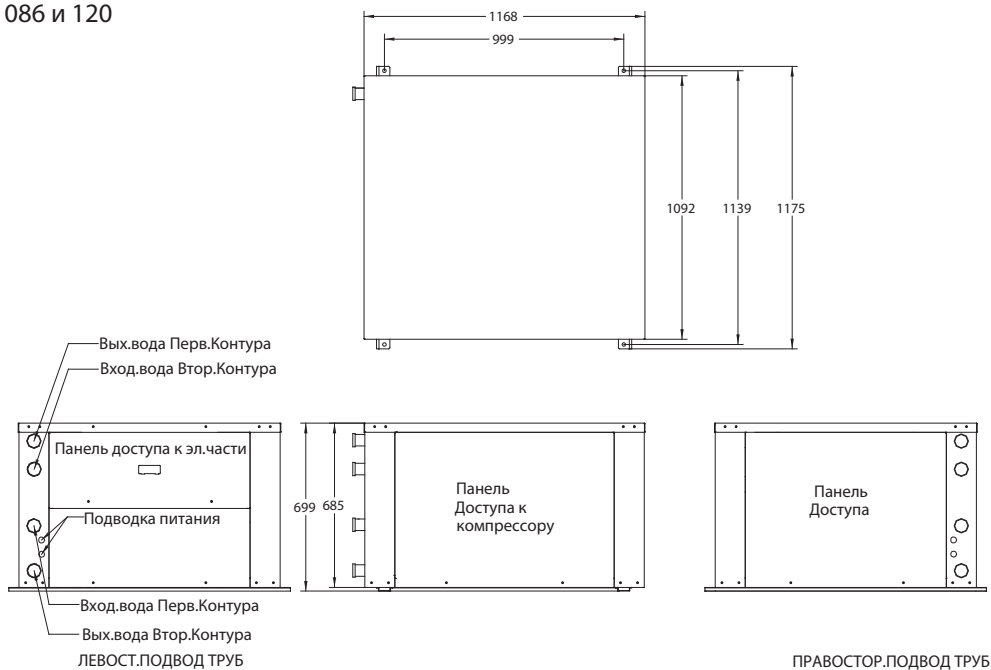 086 и 120
1168
999
1092
1139
1175
Вых.вода Перв.Контура
Вход.вода Втор.Контура
Панель доступа к эл.части
Подводка питания
699
685
Панель
Доступа к
компрессору
Панель
Доступа
Вход.вода Перв.Контура
Вых.вода Втор.Контура
ЛЕВОСТ.ПОДВОД ТРУБ
ПРАВОСТОР.ПОДВОД ТРУБ